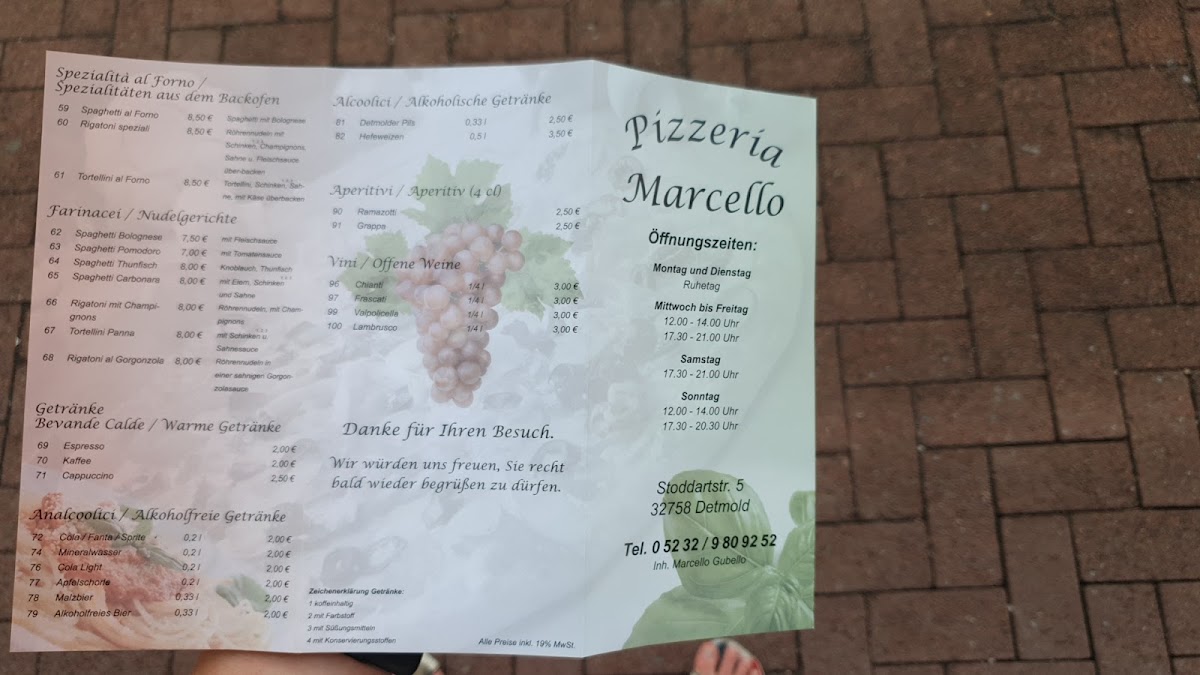 Spezialità al Forno /
Spezialitäten aus dem Backofen
59 Spaghetti al Forno 8,50 € Spaghetti mit Bolognese
60 Rigatoni speziali 8,50 € Röhrennudeln mit
Schinken, Champignons,
Sahne u. Fleischsauce
überbacken
61 Tortellini al Forno 8,50 € Tortellini, Schinken, Sah-
ne, mit Käse überbacken
Farinacei / Nudelgerichte
62 Spaghetti Bolognese 7,50 € mit Fleischsauce
63 Spaghetti Pomodoro 7,00 € mit Tomatensauce
64 Spaghetti Thunfisch 8,00 € Knoblauch, Thunfisch
65 Spaghetti Carbonara 8,00 € mit Eiern, Schinken
und Sahne
66 Rigatoni mit Champi- 8,00 € Röhrennudeln, mit Cham-
gnons pignons
67 Tortellini Panna 8,00 € mit Schinken u.
Sahnesauce
68 Rigatoni al Gorgonzola 8,00 € Röhrennudeln in
einer sahnigen Gorgon-
zolasauce
Getränke
Bevande Calde / Warme Getränke
69 Espresso 2,00 €
70 Kaffee 2,00 €
71 Cappuccino 2,50 €
Analcoolici / Alkoholfreie Getränke
72 Cola / Fanta / Sprite 0,2 l 2,00 €
74 Mineralwasser 0,2 l 2,00 €
76 Cola Light 0,2 l 2,00 €
77 Apfelschorle 0,2 l 2,00 €
78 Malzbier 0,33 l 2,00 €
79 Alkoholfreies Bier 0,33 l 2,00 €
Alcoolici / Alkoholische Getränke
81 Detmolder Pils 0,33 l 2,50 €
82 Hefeweizen 0,5 l 3,50 €
Aperitivi / Aperitiv (4 cl)
90 Ramazotti 2,50 €
91 Grappa 2,50 €
Vini / Offene Weine
96 Chianti 1/4 l 3,00 €
97 Frascati 1/4 l 3,00 €
99 Valpolicella 1/4 l 3,00 €
100 Lambrusco 1/4 l 3,00 €
Danke für Ihren Besuch.
Wir würden uns freuen, Sie recht
bald wieder begrüßen zu dürfen.
Zeichenerklärung Getränke:
1 koffeinhaltig
2 mit Farbstoff
3 mit Süßungsmitteln
4 mit Konservierungsstoffen
Alle Preise inkl. 19% MwSt.
Pizzeria
Marcello
Öffnungszeiten:
Montag und Dienstag
Ruhetag
Mittwoch bis Freitag
12.00 - 14.00 Uhr
17.30 - 21.00 Uhr
Samstag
17.30 - 21.00 Uhr
Sonntag
12.00 - 14.00 Uhr
17.30 - 20.30 Uhr
Stoddartstr. 5
32758 Detmold
Tel. 0 52 32 / 9 80 92 52
Inh. Marcello Gubello